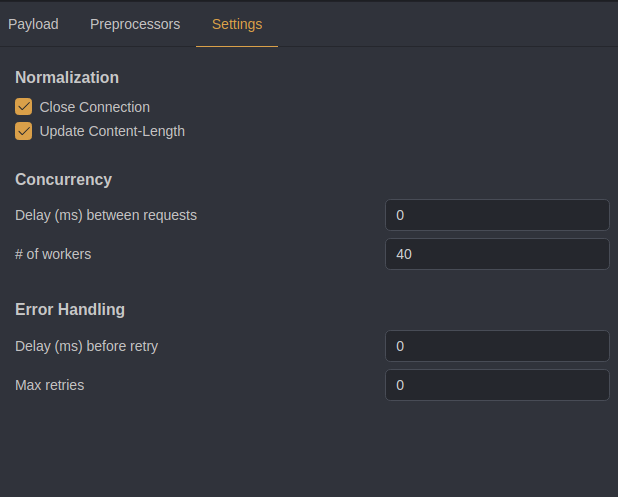 Payload Preprocessors Settings
Normalization
Close Connection
Update Content-Length
Concurrency
Delay (ms) between requests 0
# of workers 40
Error Handling
Delay (ms) before retry 0
Max retries 0